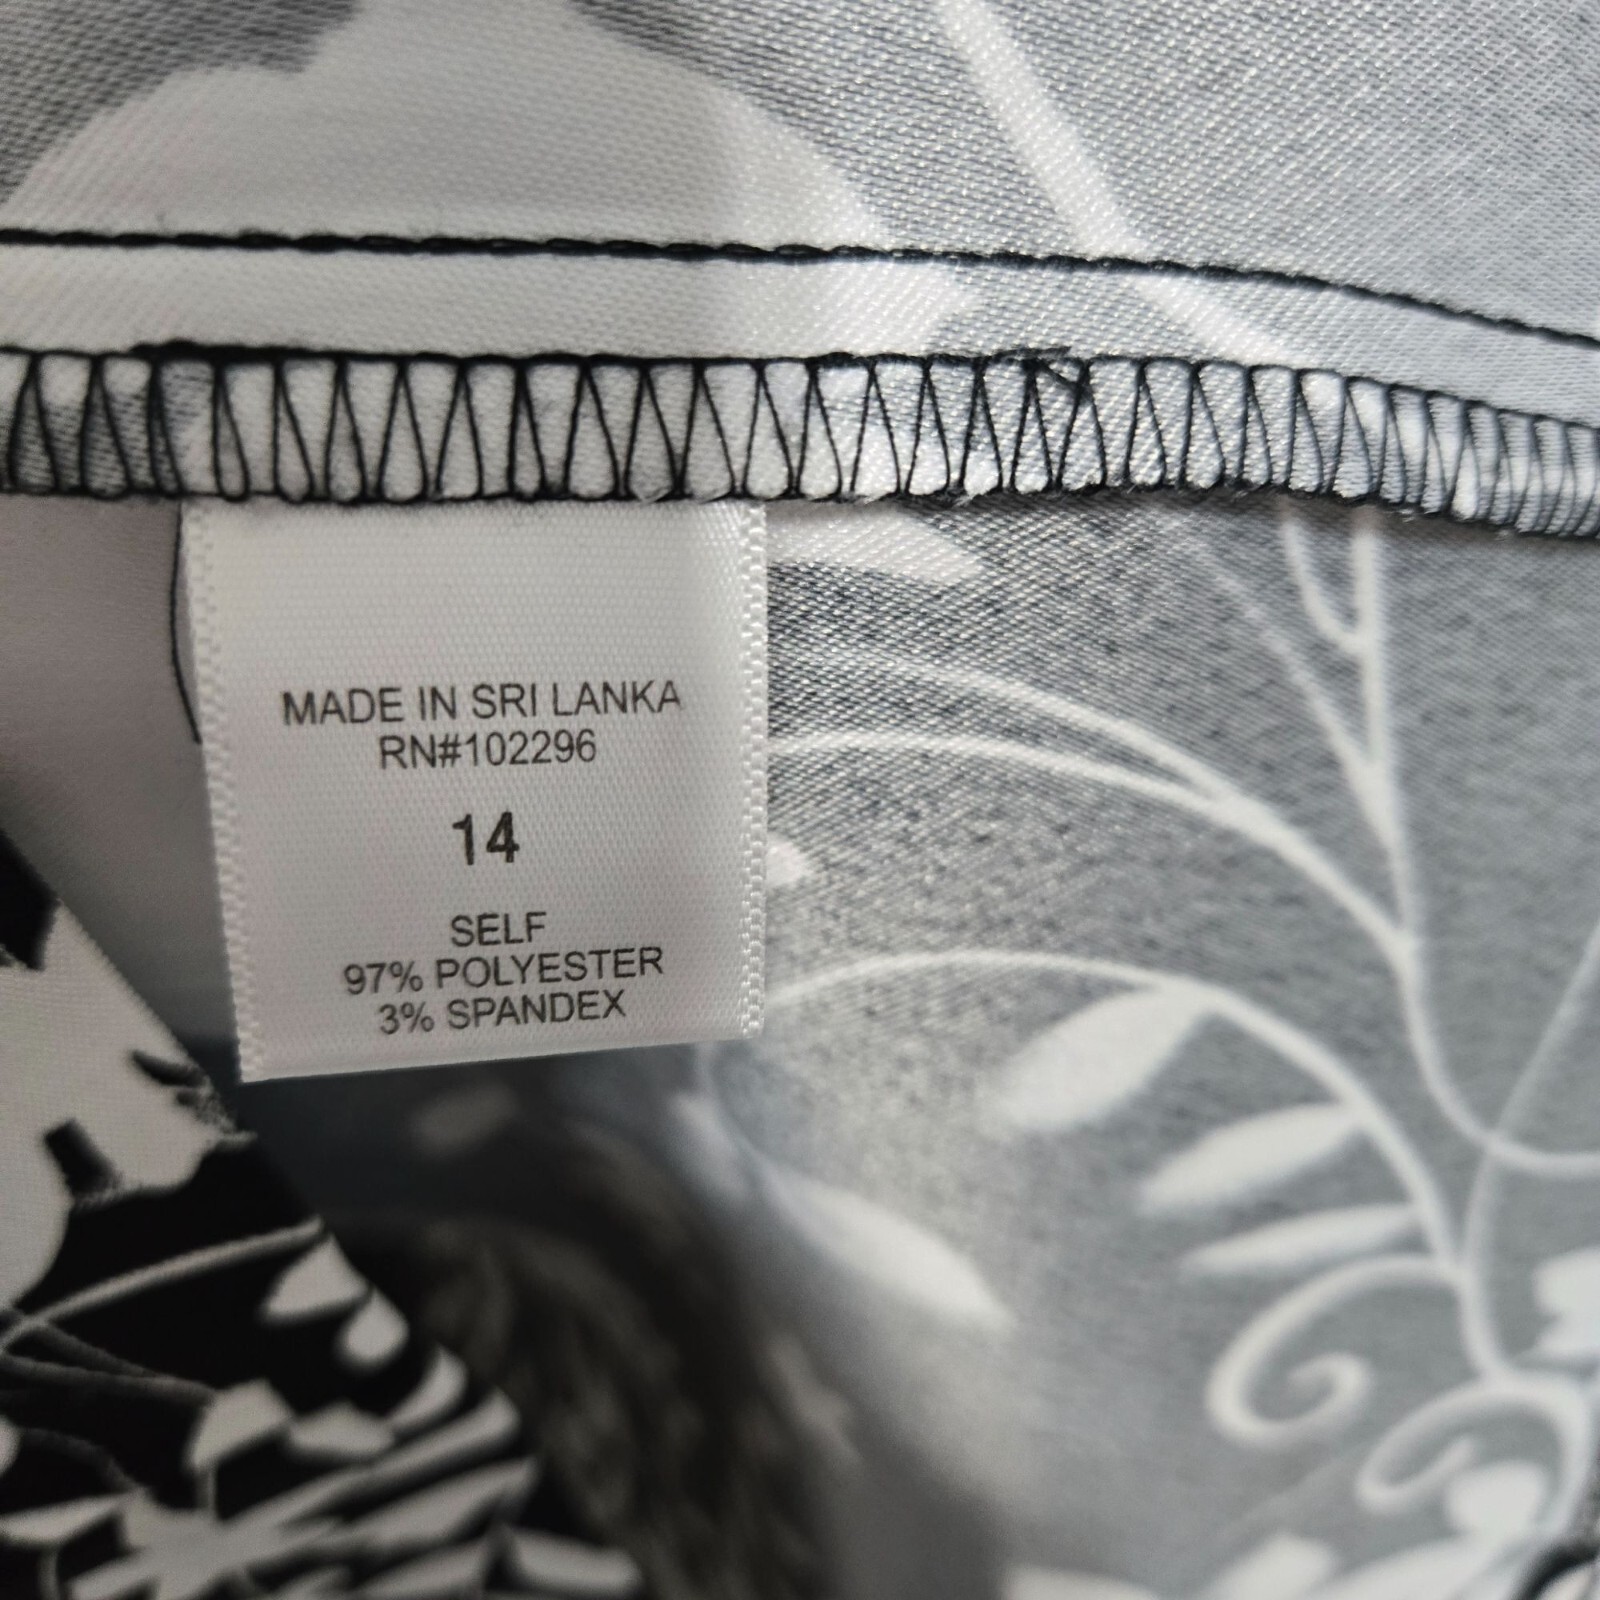 MADE IN SRI LANKA
RN#102296
14
SELF
97% POLYESTER
3% SPANDEX